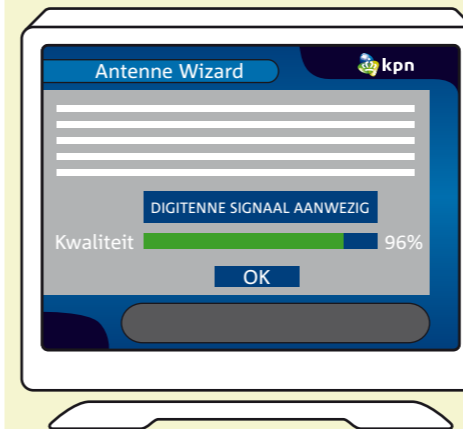 Antenne Wizard
kpn
DIGITENNE SIGNAAL AANWEZIG
Kwaliteit 96%
OK